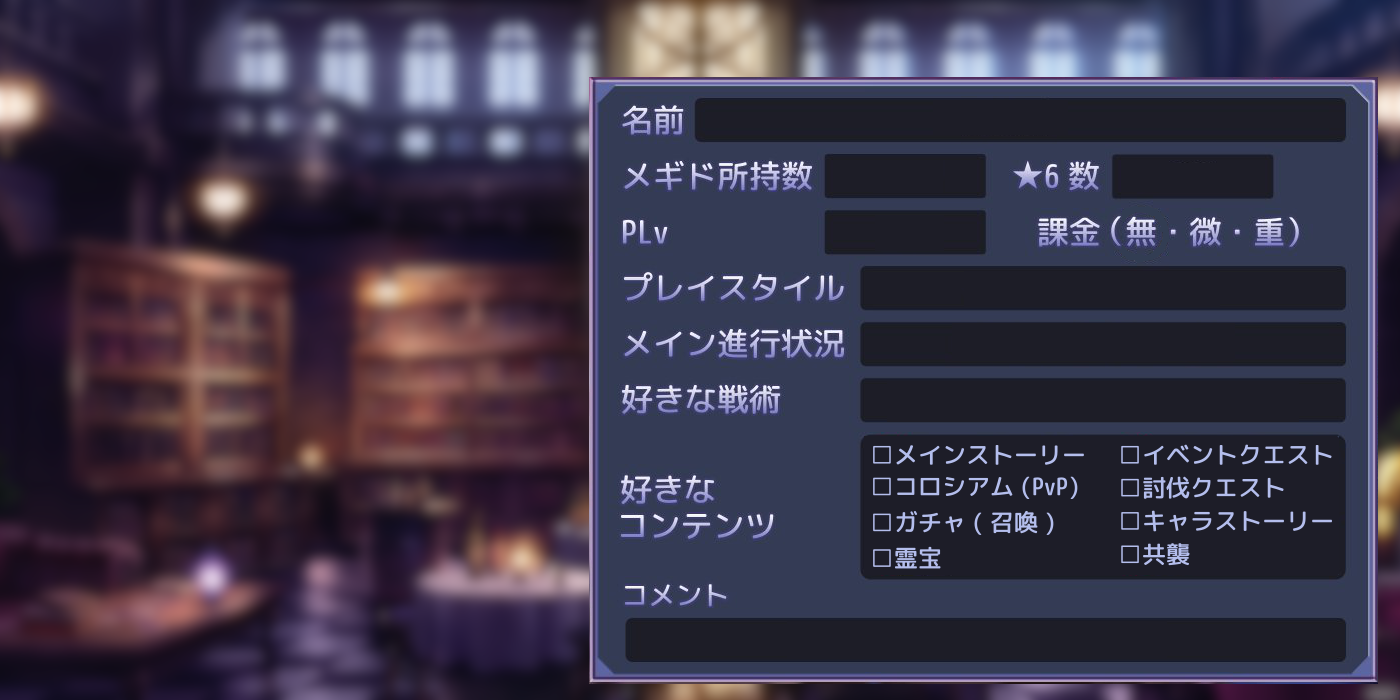 名前
メギド所持数 ★6 数
PLv 課金(無・微・重)
プレイスタイル
メイン進行状況
好きな戦術
好きな
コンテンツ
□メインストーリー □イベントクエスト
□コロシアム(PvP) □討伐クエスト
□ガチャ(召喚) □キャラストーリー
□霊宝 □共襲
コメント